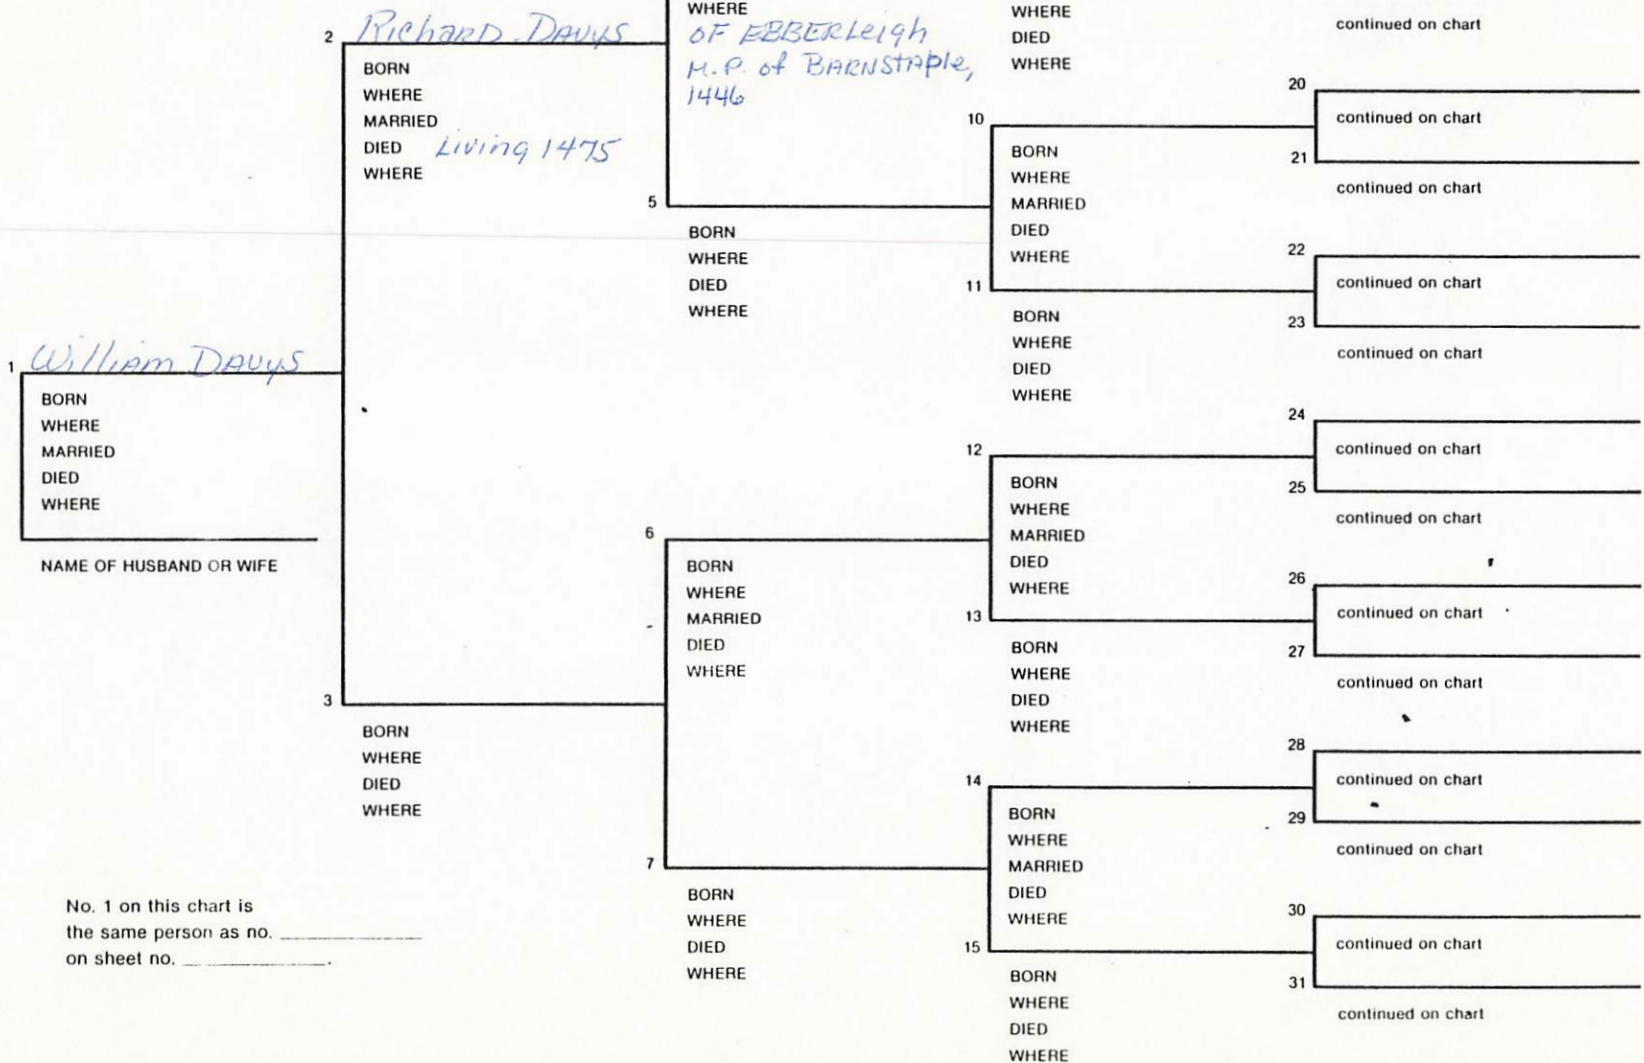 2 Richard Davys
BORN
WHERE
MARRIED
DIED Living 1475
WHERE
1 William Davys
BORN
WHERE
MARRIED
DIED
WHERE
NAME OF HUSBAND OR WIFE
3
BORN
WHERE
DIED
WHERE
No. 1 on this chart is
the same person as no. ____________
on sheet no. ____________.
WHERE
OF EBBERLeigh
M.P. of BARNSTAPle,
1446
5
BORN
WHERE
DIED
WHERE
6
BORN
WHERE
MARRIED
DIED
WHERE
7
BORN
WHERE
DIED
WHERE
WHERE
DIED
WHERE
10
BORN
WHERE
MARRIED
DIED
WHERE
11
BORN
WHERE
DIED
WHERE
12
BORN
WHERE
MARRIED
DIED
WHERE
13
BORN
WHERE
DIED
WHERE
14
BORN
WHERE
MARRIED
DIED
WHERE
15
BORN
WHERE
DIED
WHERE
continued on chart
20
continued on chart
21
continued on chart
22
continued on chart
23
continued on chart
24
continued on chart
25
continued on chart
26
continued on chart
27
continued on chart
28
continued on chart
29
continued on chart
30
continued on chart
31
continued on chart